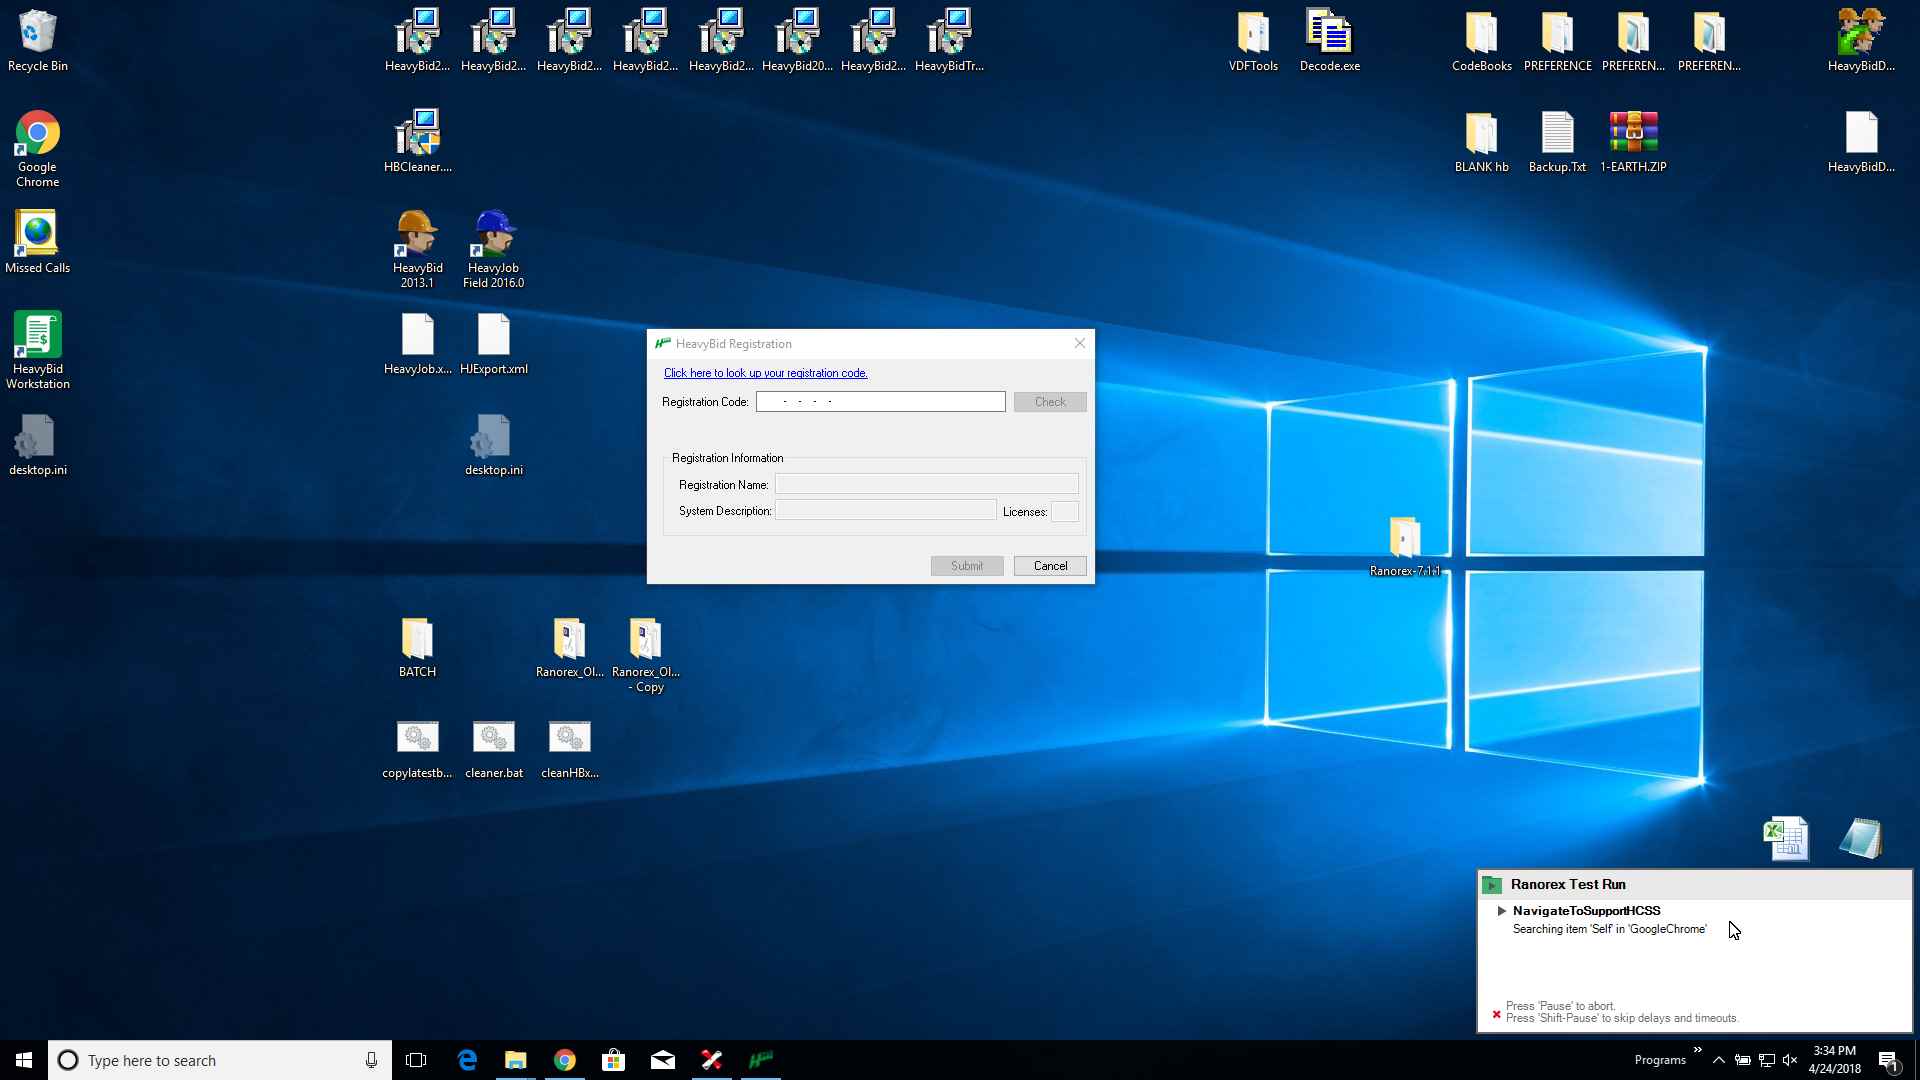 Recycle Bin
HeavyBid2...
HeavyBid2...
HeavyBid2...
HeavyBid2...
HeavyBid2...
HeavyBid20...
HeavyBid2...
HeavyBidTr...
VDFTools
Decode.exe
CodeBooks
PREFERENCE
PREFEREN...
PREFEREN...
HeavyBidD...
Google
Chrome
HBCleaner....
BLANK hb
Backup.Txt
1-EARTH.ZIP
HeavyBidD...
Missed Calls
HeavyBid
2013.1
HeavyJob
Field 2016.0
HeavyBid
Workstation
HeavyJob.x...
HJExport.xml
desktop.ini
desktop.ini
HeavyBid Registration
Click here to look up your registration code.
Registration Code:
- - - -
Check
Registration Information
Registration Name:
System Description:
Licenses:
Submit
Cancel
Ranorex-7.1.1
BATCH
Ranorex_Ol...
Ranorex_Ol...
- Copy
copylatestb...
cleaner.bat
cleanHBx...
Ranorex Test Run
NavigateToSupportHCSS
Searching item 'Self' in 'GoogleChrome'
Press 'Pause' to abort.
Press 'Shift-Pause' to skip delays and timeouts.
Type here to search
Programs
3:34 PM
4/24/2018
1